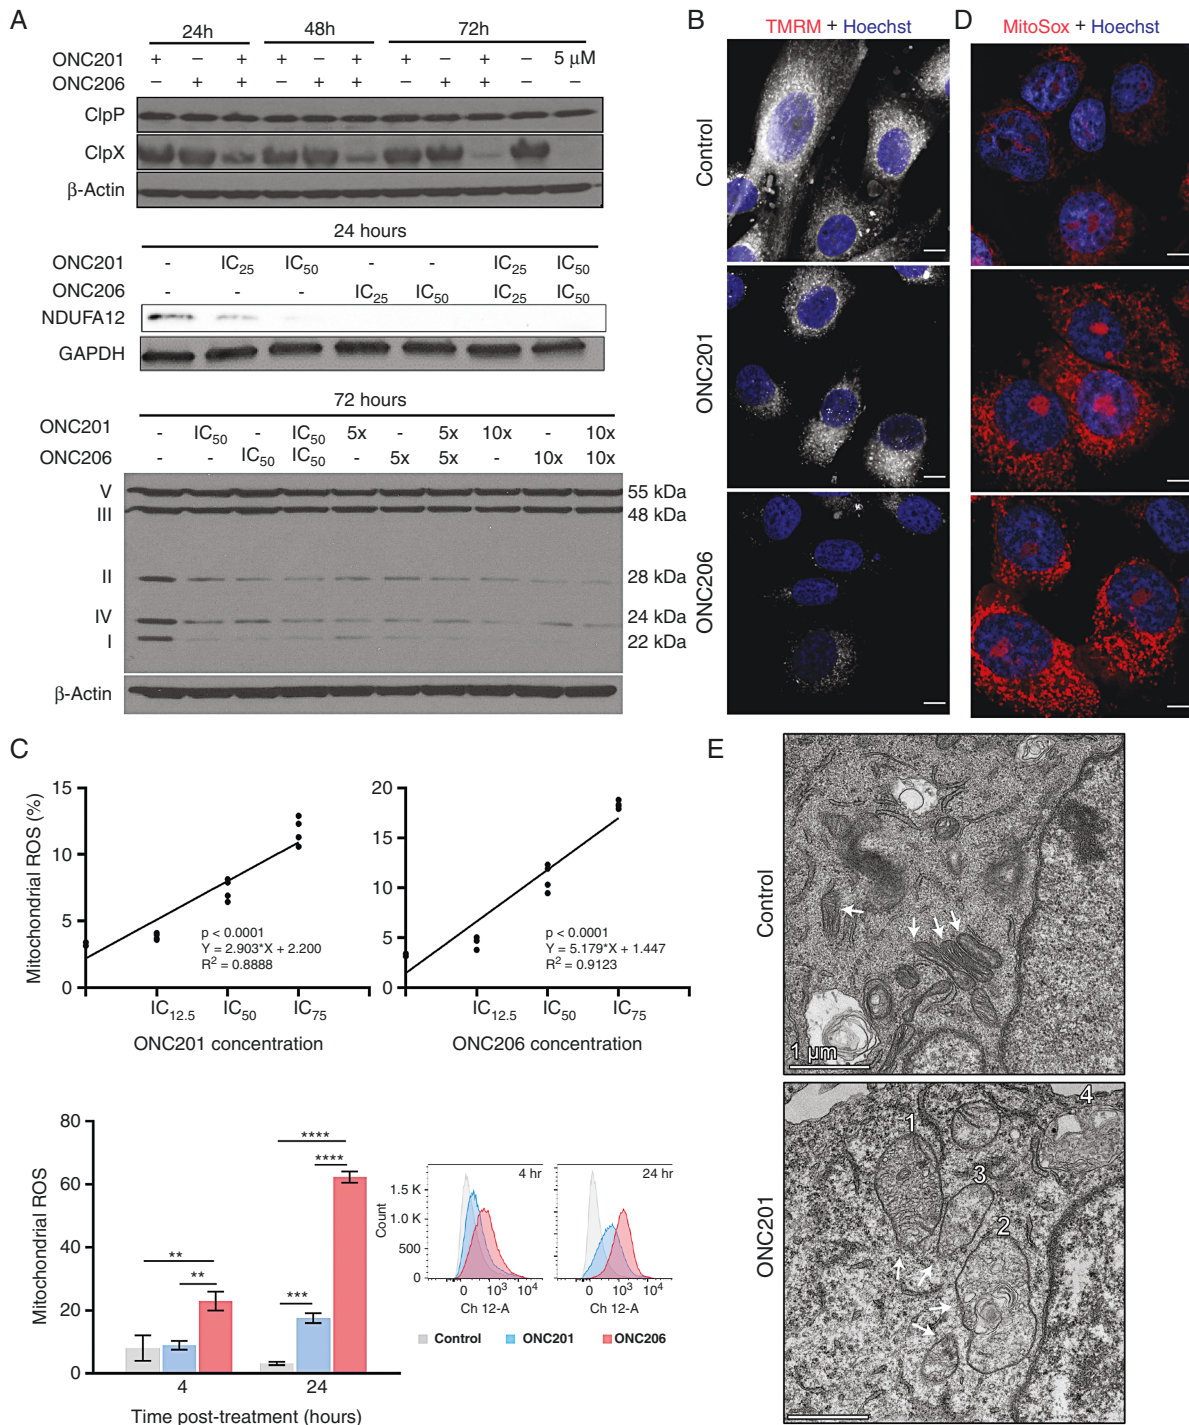 A
24h 48h 72h
ONC201 + – + + – + + – + – 5 µM
ONC206 – + + – + + – + + – –
ClpP
ClpX
β-Actin
24 hours
ONC201 - IC25 IC50 - - IC25 IC50
ONC206 - - - IC25 IC50 IC25 IC50
NDUFA12
GAPDH
72 hours
ONC201 - IC50 - IC50 5x - 5x 10x - 10x
ONC206 - - IC50 IC50 - 5x 5x - 10x 10x
V 55 kDa
III 48 kDa
II 28 kDa
IV 24 kDa
I 22 kDa
β-Actin
B
TMRM + Hoechst
Control
ONC201
ONC206
D
MitoSox + Hoechst
C
Mitochondrial ROS (%)
15
10
5
0
p < 0.0001
Y = 2.903*X + 2.200
R2 = 0.8888
IC12.5 IC50 IC75
ONC201 concentration
20
15
10
5
0
p < 0.0001
Y = 5.179*X + 1.447
R2 = 0.9123
IC12.5 IC50 IC75
ONC206 concentration
Mitochondrial ROS
80
60
40
20
0
**
**
***
****
****
4 24
Time post-treatment (hours)
Count
1.5 K
1.0 K
500
0
4 hr
0 103 104
Ch 12-A
24 hr
0 103 104
Ch 12-A
Control ONC201 ONC206
E
Control
1 µm
ONC201
1
2
3
4